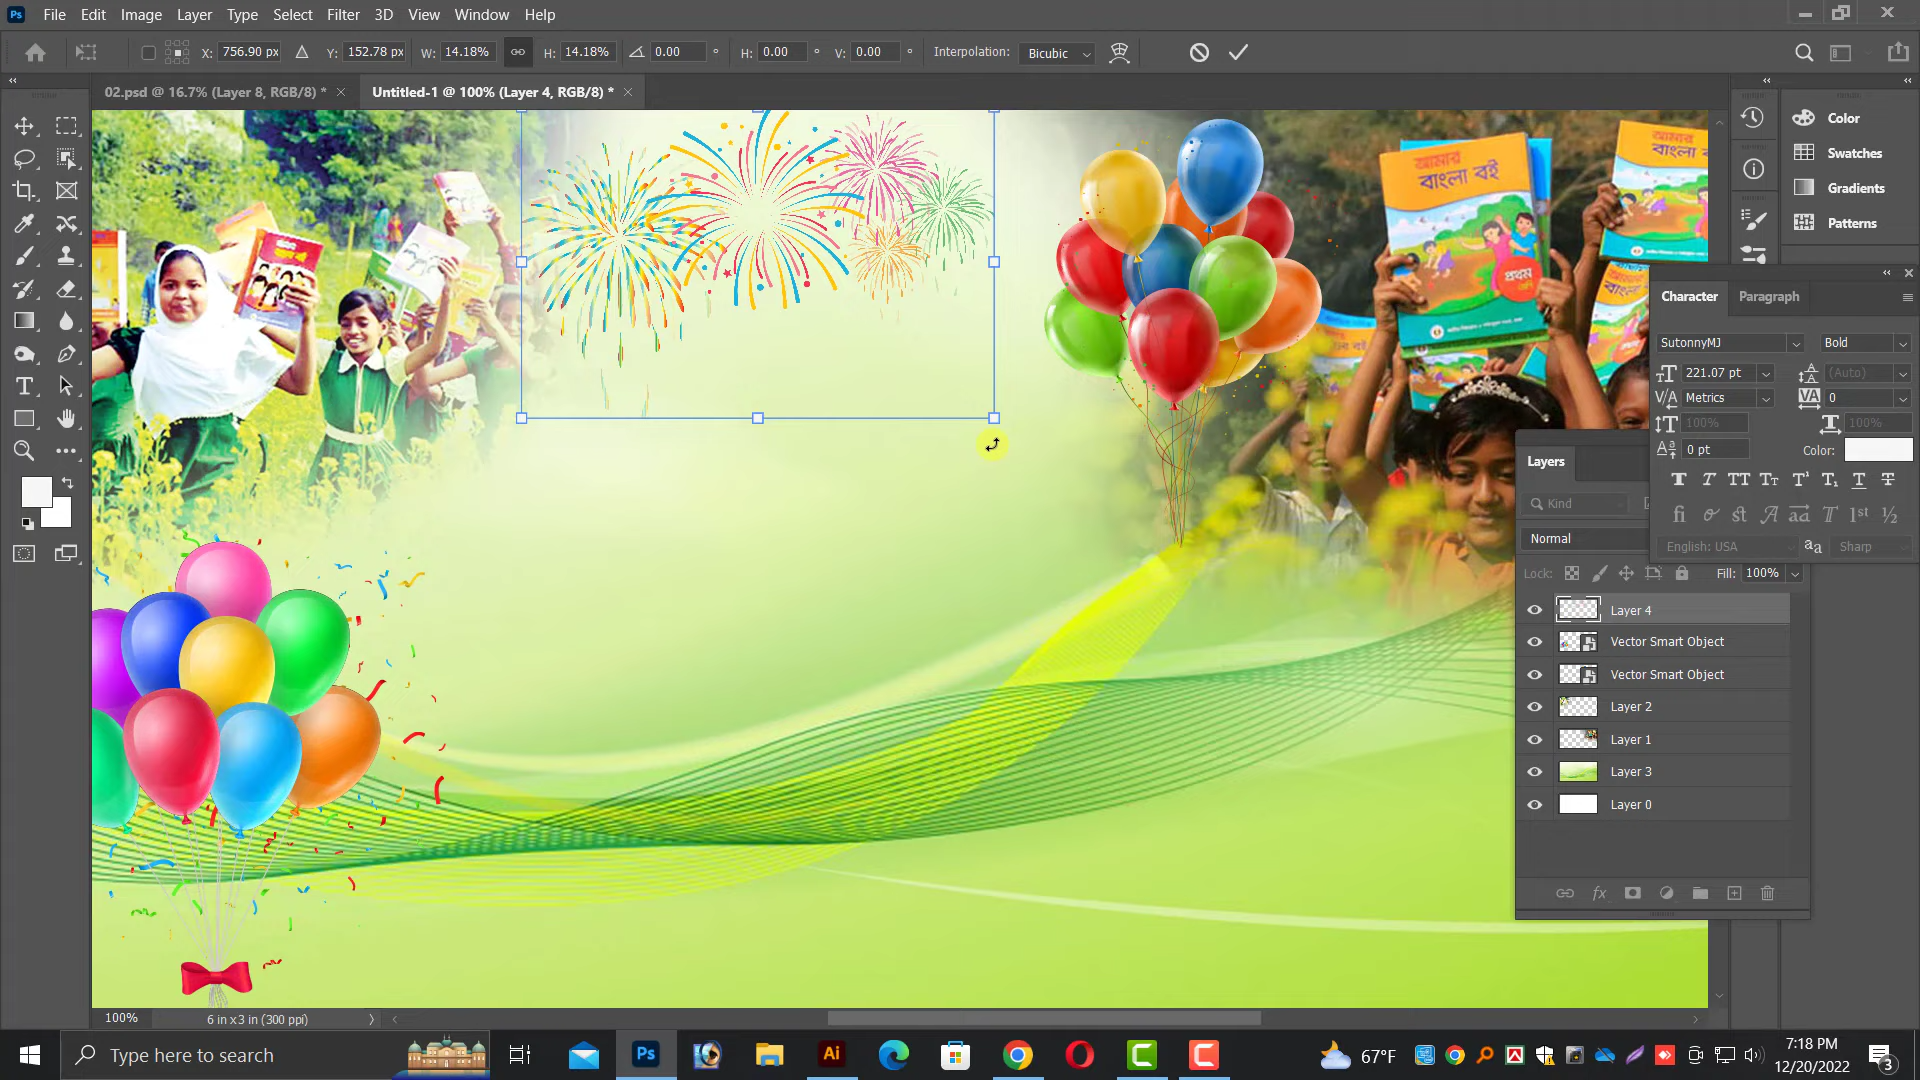 Ps File Edit Image Layer Type Select Filter 3D View Window Help
X: 756.90 px Y: 152.78 px W: 14.18% H: 14.18% 0.00 ° H: 0.00 ° V: 0.00 ° Interpolation: Bicubic
02.psd @ 16.7% (Layer 8, RGB/8) * Untitled-1 @ 100% (Layer 4, RGB/8) *
Color
Swatches
Gradients
Patterns
আমার
বাংলা বই
প্রথম
Character Paragraph
SutonnyMJ Bold
221.07 pt (Auto)
Metrics 0
100% 100%
0 pt Color:
English: USA Sharp
Layers
Kind
Normal
Lock: Fill: 100%
Layer 4
Vector Smart Object
Vector Smart Object
Layer 2
Layer 1
Layer 3
Layer 0
100% 6 in x 3 in (300 ppi)
Type here to search
67°F
7:18 PM
12/20/2022
3